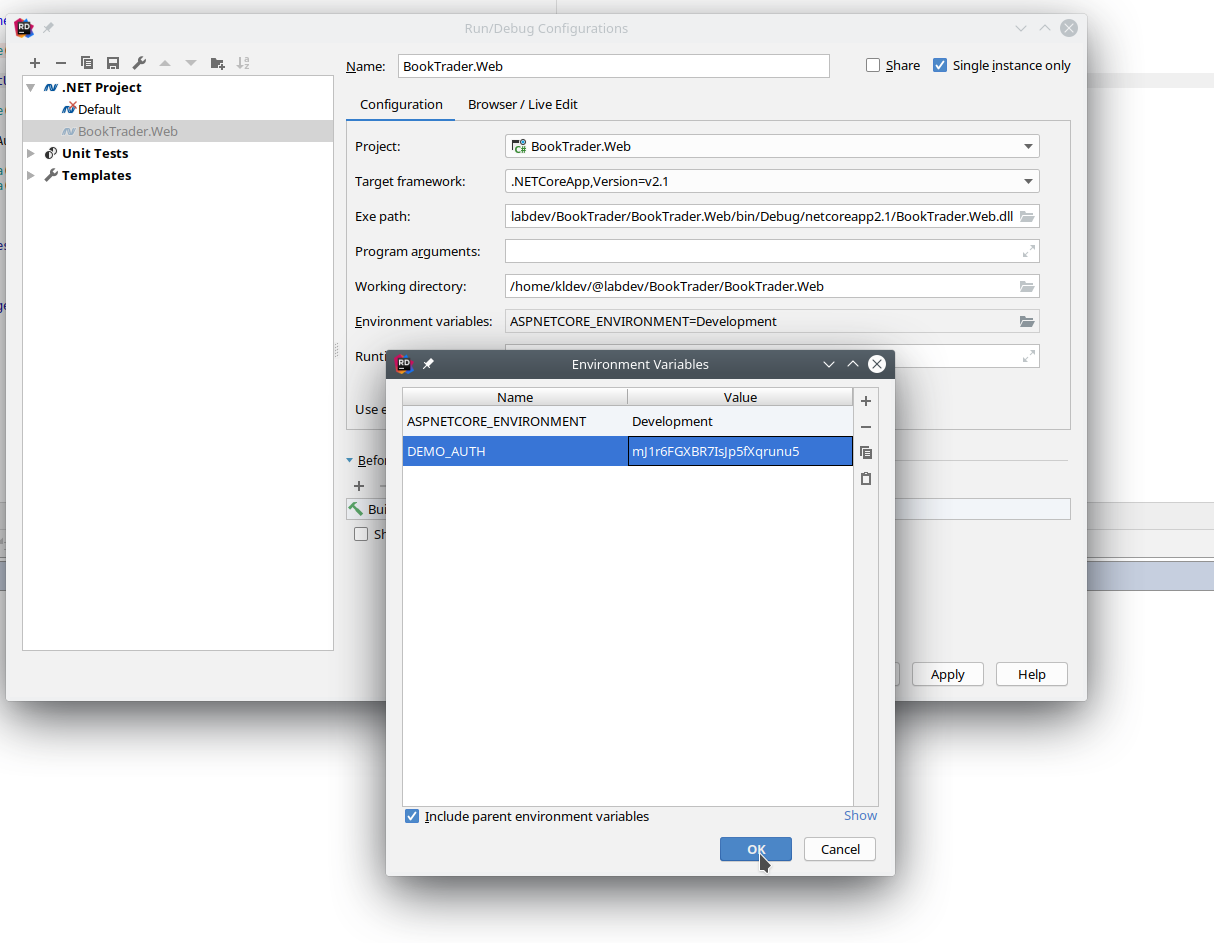 Run/Debug Configurations
Name: BookTrader.Web
Share
Single instance only
.NET Project
Default
BookTrader.Web
Unit Tests
Templates
Configuration
Browser / Live Edit
Project: BookTrader.Web
Target framework: .NETCoreApp,Version=v2.1
Exe path: labdev/BookTrader/BookTrader.Web/bin/Debug/netcoreapp2.1/BookTrader.Web.dll
Program arguments:
Working directory: /home/kldev/@labdev/BookTrader/BookTrader.Web
Environment variables: ASPNETCORE_ENVIRONMENT=Development
Runti
Use e
Befor
Bui
Sh
Apply
Help
Environment Variables
Name Value
ASPNETCORE_ENVIRONMENT Development
DEMO_AUTH mJ1r6FGXBR7IsJp5fXqrunu5
Include parent environment variables
Show
OK
Cancel